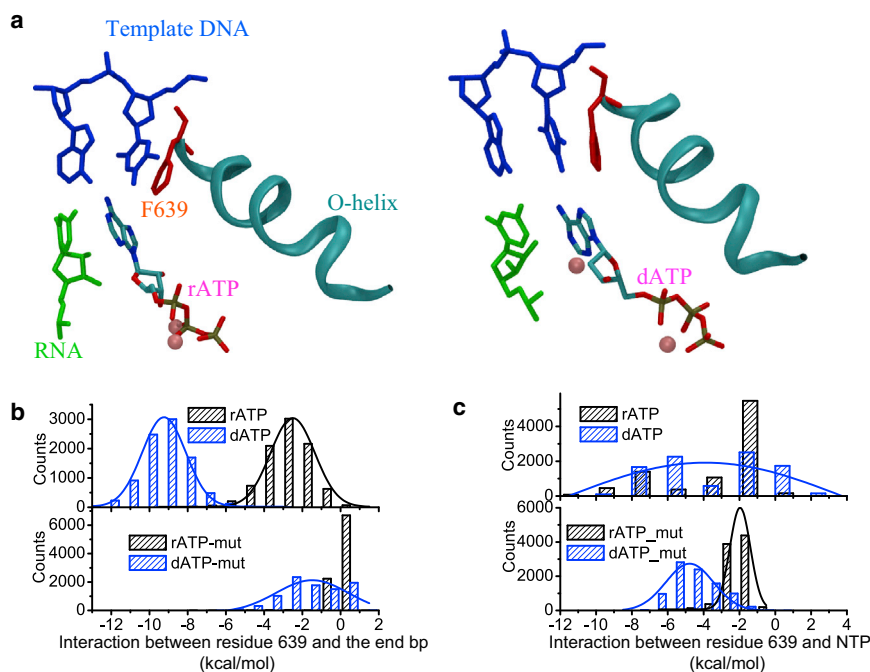 a
Template DNA
F639
O-helix
rATP
RNA
dATP
b
3000
2000
1000
0
Counts
rATP
dATP
6000
4000
2000
0
Counts
rATP-mut
dATP-mut
-12 -10 -8 -6 -4 -2 0
Interaction between residue 639 and the end bp
(kcal/mol)
c
4000
2000
0
Counts
rATP
dATP
6000
4000
2000
0
Counts
rATP_mut
dATP_mut
-12 -10 -8 -6 -4 -2 0 2 4
Interaction between residue 639 and NTP
(kcal/mol)